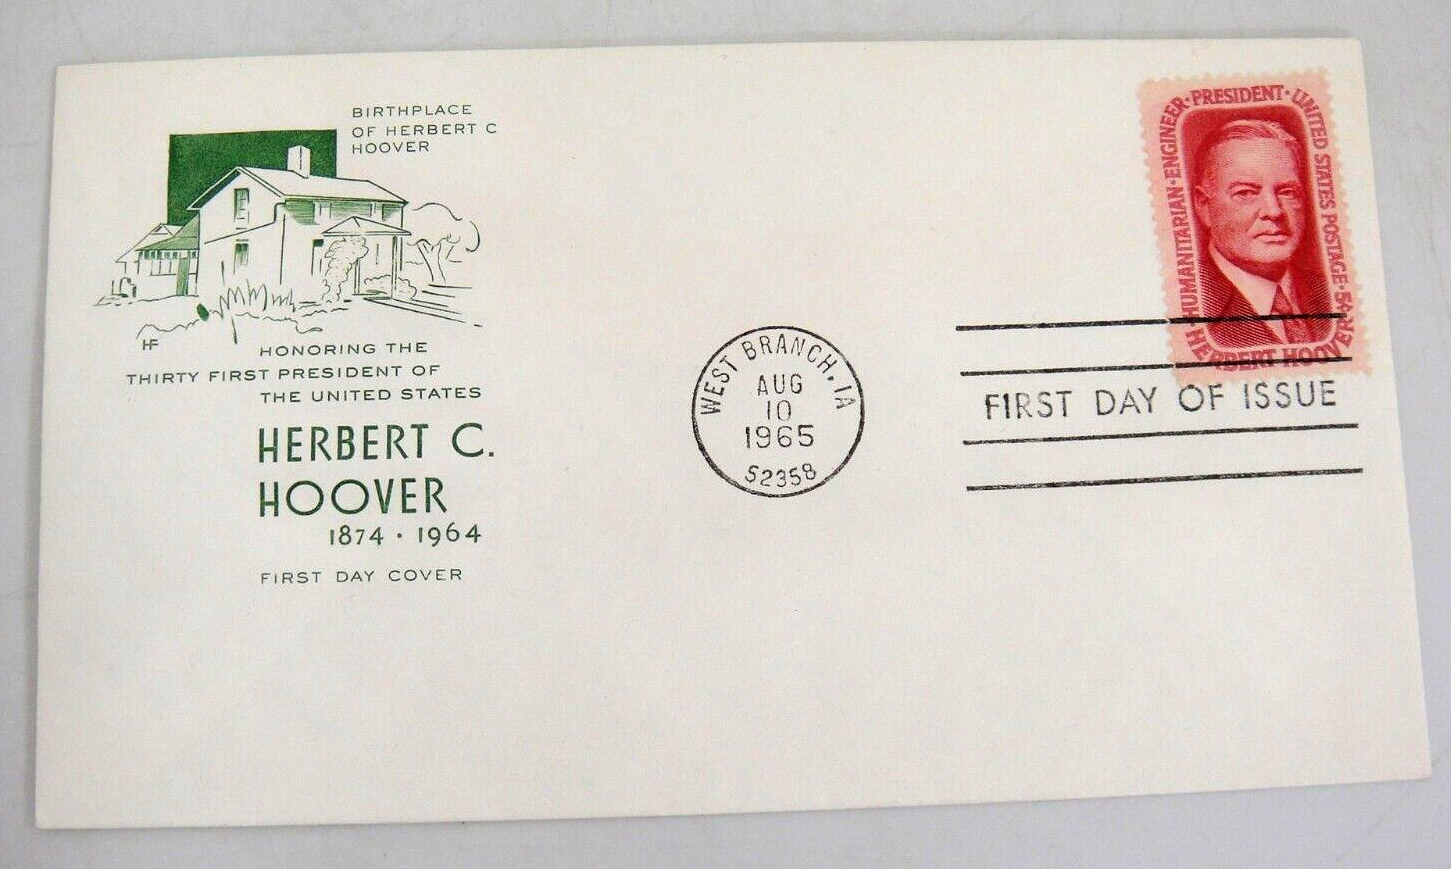 BIRTHPLACE
OF HERBERT C
HOOVER
HF
HONORING THE
THIRTY FIRST PRESIDENT OF
THE UNITED STATES
HERBERT C.
HOOVER
1874 · 1964
FIRST DAY COVER
WEST BRANCH, IA
AUG
10
1965
52358
HUMANITARIAN · ENGINEER · PRESIDENT · UNITED STATES POSTAGE · 5¢
HERBERT HOOVER
FIRST DAY OF ISSUE